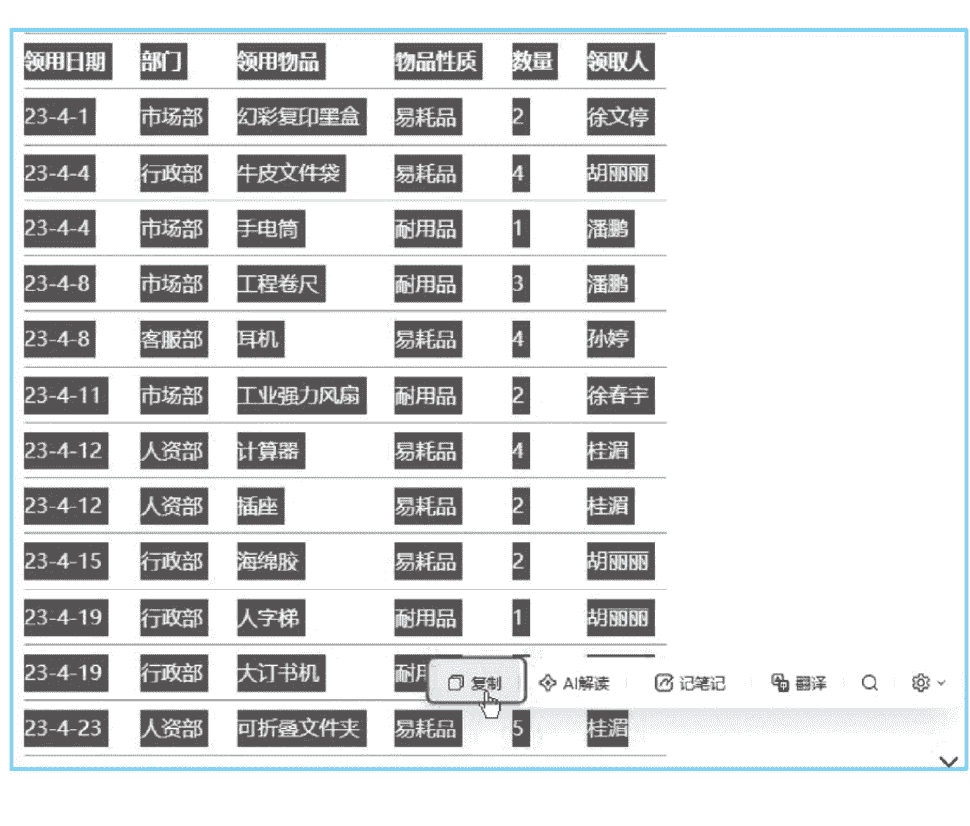 领用日期 部门 领用物品 物品性质 数量 领取人
23-4-1 市场部 幻彩复印墨盒 易耗品 2 徐文停
23-4-4 行政部 牛皮文件袋 易耗品 4 胡丽丽
23-4-4 市场部 手电筒 耐用品 1 潘鹏
23-4-8 市场部 工程卷尺 耐用品 3 潘鹏
23-4-8 客服部 耳机 易耗品 4 孙婷
23-4-11 市场部 工业强力风扇 耐用品 2 徐春宇
23-4-12 人资部 计算器 易耗品 4 桂湄
23-4-12 人资部 插座 易耗品 2 桂湄
23-4-15 行政部 海绵胶 易耗品 2 胡丽丽
23-4-19 行政部 人字梯 耐用品 1 胡丽丽
23-4-19 行政部 大订书机 耐用
复制 AI解读 记笔记 翻译
23-4-23 人资部 可折叠文件夹 易耗品 5 桂湄